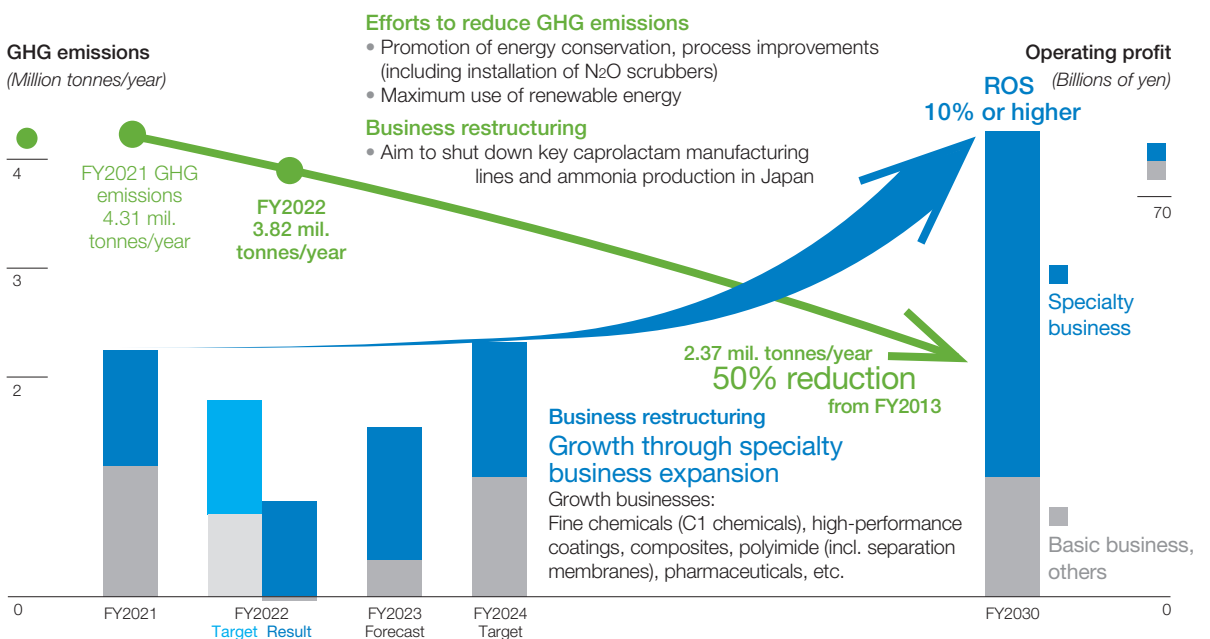 GHG emissions
(Million tonnes/year)
Efforts to reduce GHG emissions
• Promotion of energy conservation, process improvements
(including installation of N₂O scrubbers)
• Maximum use of renewable energy
Business restructuring
• Aim to shut down key caprolactam manufacturing
lines and ammonia production in Japan
Operating profit
(Billions of yen)
ROS
10% or higher
4
3
2
0
FY2021 GHG
emissions
4.31 mil.
tonnes/year
FY2022
3.82 mil.
tonnes/year
2.37 mil. tonnes/year
50% reduction
from FY2013
Business restructuring
Growth through specialty
business expansion
Growth businesses:
Fine chemicals (C1 chemicals), high-performance
coatings, composites, polyimide (incl. separation
membranes), pharmaceuticals, etc.
70
Specialty
business
Basic business,
others
0
FY2021
FY2022
Target Result
FY2023
Forecast
FY2024
Target
FY2030